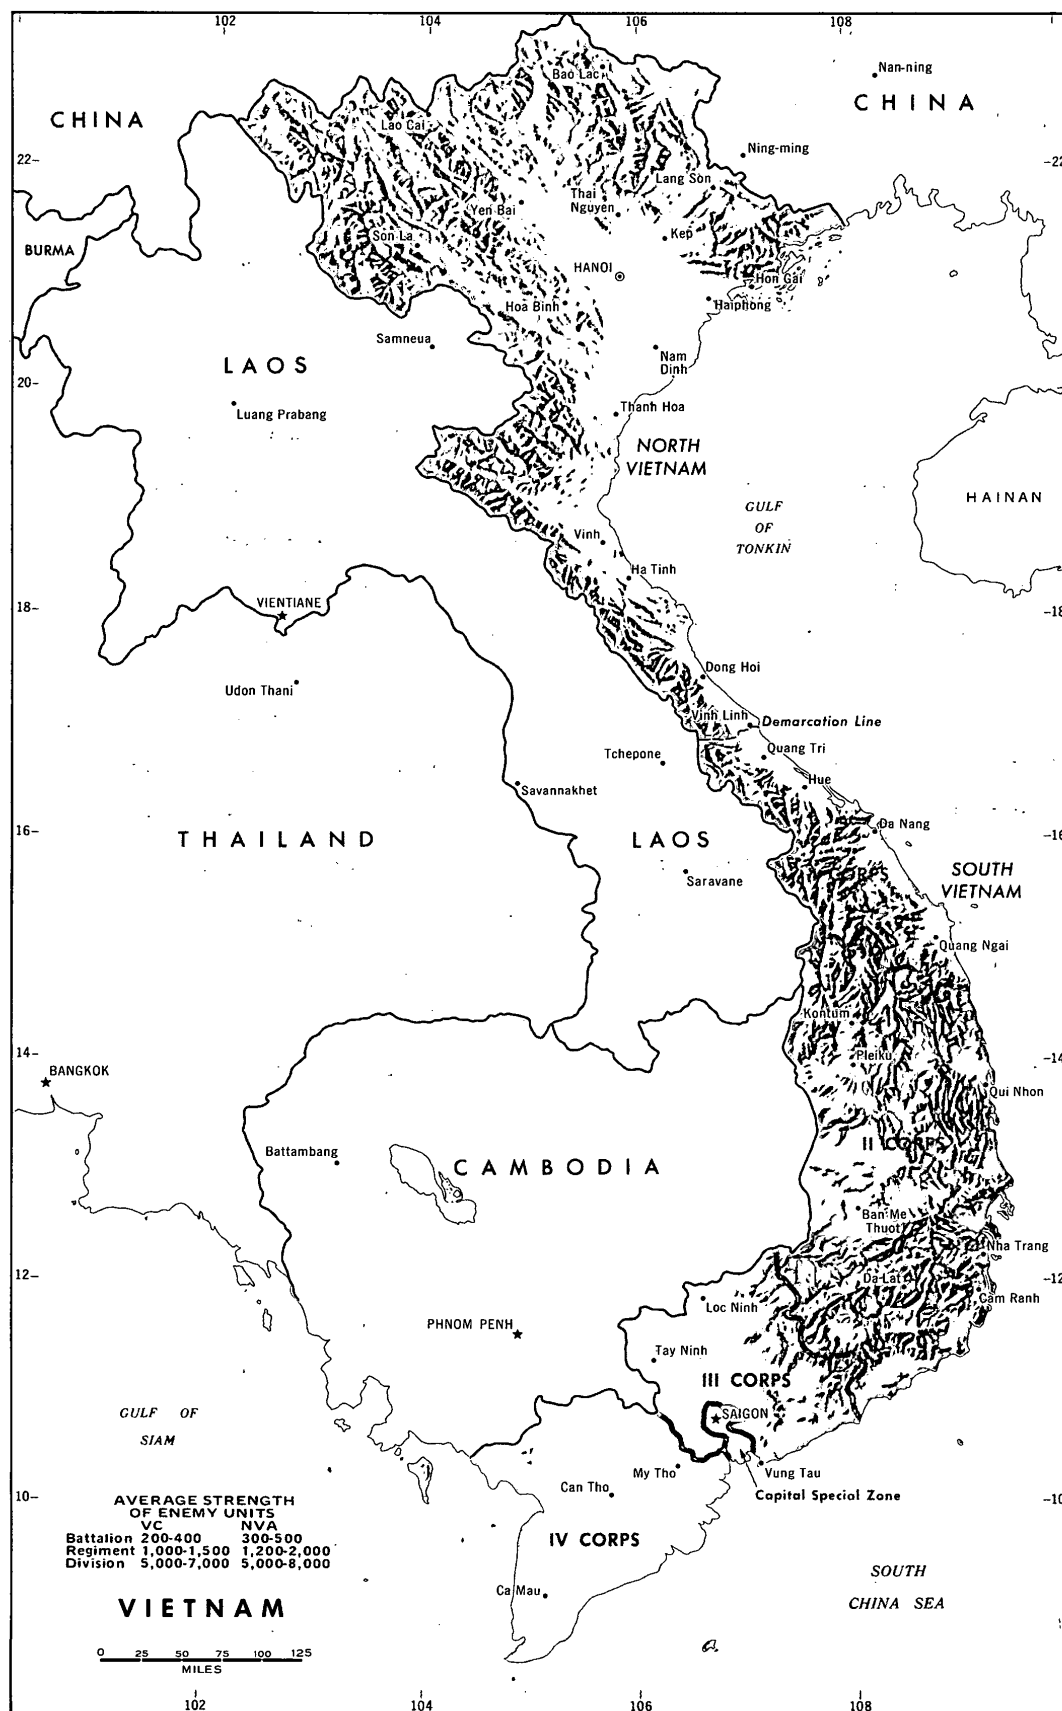 102 104 106 108
Bao Lac
Nan-ning
CHINA
CHINA
Lao Cai
22
Ning-ming
22
Lang Son
Thai
Nguyen
Yen Bai
Kep
Son La
BURMA
HANOI
Hon Gai
Hoa Binh
Haiphong
Samneua
Nam
Dinh
LAOS
20
Luang Prabang
Thanh Hoa
NORTH
VIETNAM
HAINAN
GULF
OF
TONKIN
Vinh
Ha Tinh
18
VIENTIANE
18
Dong Hoi
Udon Thani
Vinh Linh
Demarcation Line
Quang Tri
Tchepone
Hue
Savannakhet
Da Nang
16
THAILAND
LAOS
16
CORPS
SOUTH
VIETNAM
Saravane
Quang Ngai
Kontum
14
Pleiku
14
BANGKOK
Qui Nhon
II CORPS
Battambang
CAMBODIA
Ban Me
Thuot
Nha Trang
12
Da Lat
12
Cam Ranh
Loc Ninh
PHNOM PENH
Tay Ninh
III CORPS
GULF OF
SIAM
SAIGON
My Tho
Vung Tau
Can Tho
Capital Special Zone
10
10
AVERAGE STRENGTH
OF ENEMY UNITS
VC NVA
Battalion 200-400 300-500
Regiment 1,000-1,500 1,200-2,000
Division 5,000-7,000 5,000-8,000
IV CORPS
SOUTH
CHINA SEA
Ca Mau
VIETNAM
0 25 50 75 100 125
MILES
102 104 106 108